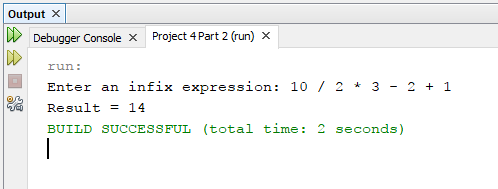 Output ×
Debugger Console × Project 4 Part 2 (run) ×
run:
Enter an infix expression: 10 / 2 * 3 - 2 + 1
Result = 14
BUILD SUCCESSFUL (total time: 2 seconds)